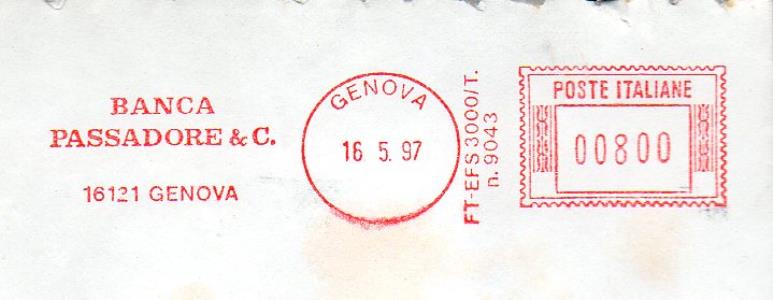 BANCA
PASSADORE & C.
16121 GENOVA
GENOVA
16 5. 97
FT-EFS 3000/T.
n. 9043
POSTE ITALIANE
00800